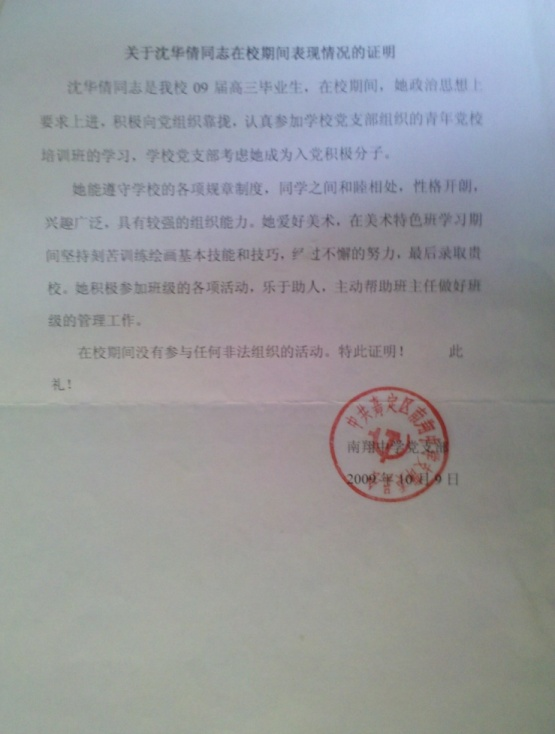 关于沈华倩同志在校期间表现情况的证明
沈华倩同志是我校 09 届高三毕业生，在校期间，她政治思想上
要求上进，积极向党组织靠拢，认真参加学校党支部组织的青年党校
培训班的学习，学校党支部考虑她成为入党积极分子。
她能遵守学校的各项规章制度，同学之间和睦相处，性格开朗，
兴趣广泛，具有较强的组织能力。她爱好美术，在美术特色班学习期
间坚持刻苦训练绘画基本技能和技巧，经过不懈的努力，最后录取贵
校。她积极参加班级的各项活动，乐于助人，主动帮助班主任做好班
级的管理工作。
在校期间没有参与任何非法组织的活动。特此证明！ 此
礼！
中共嘉定区南翔
南翔中学党支部
2009 年 10 月 9 日